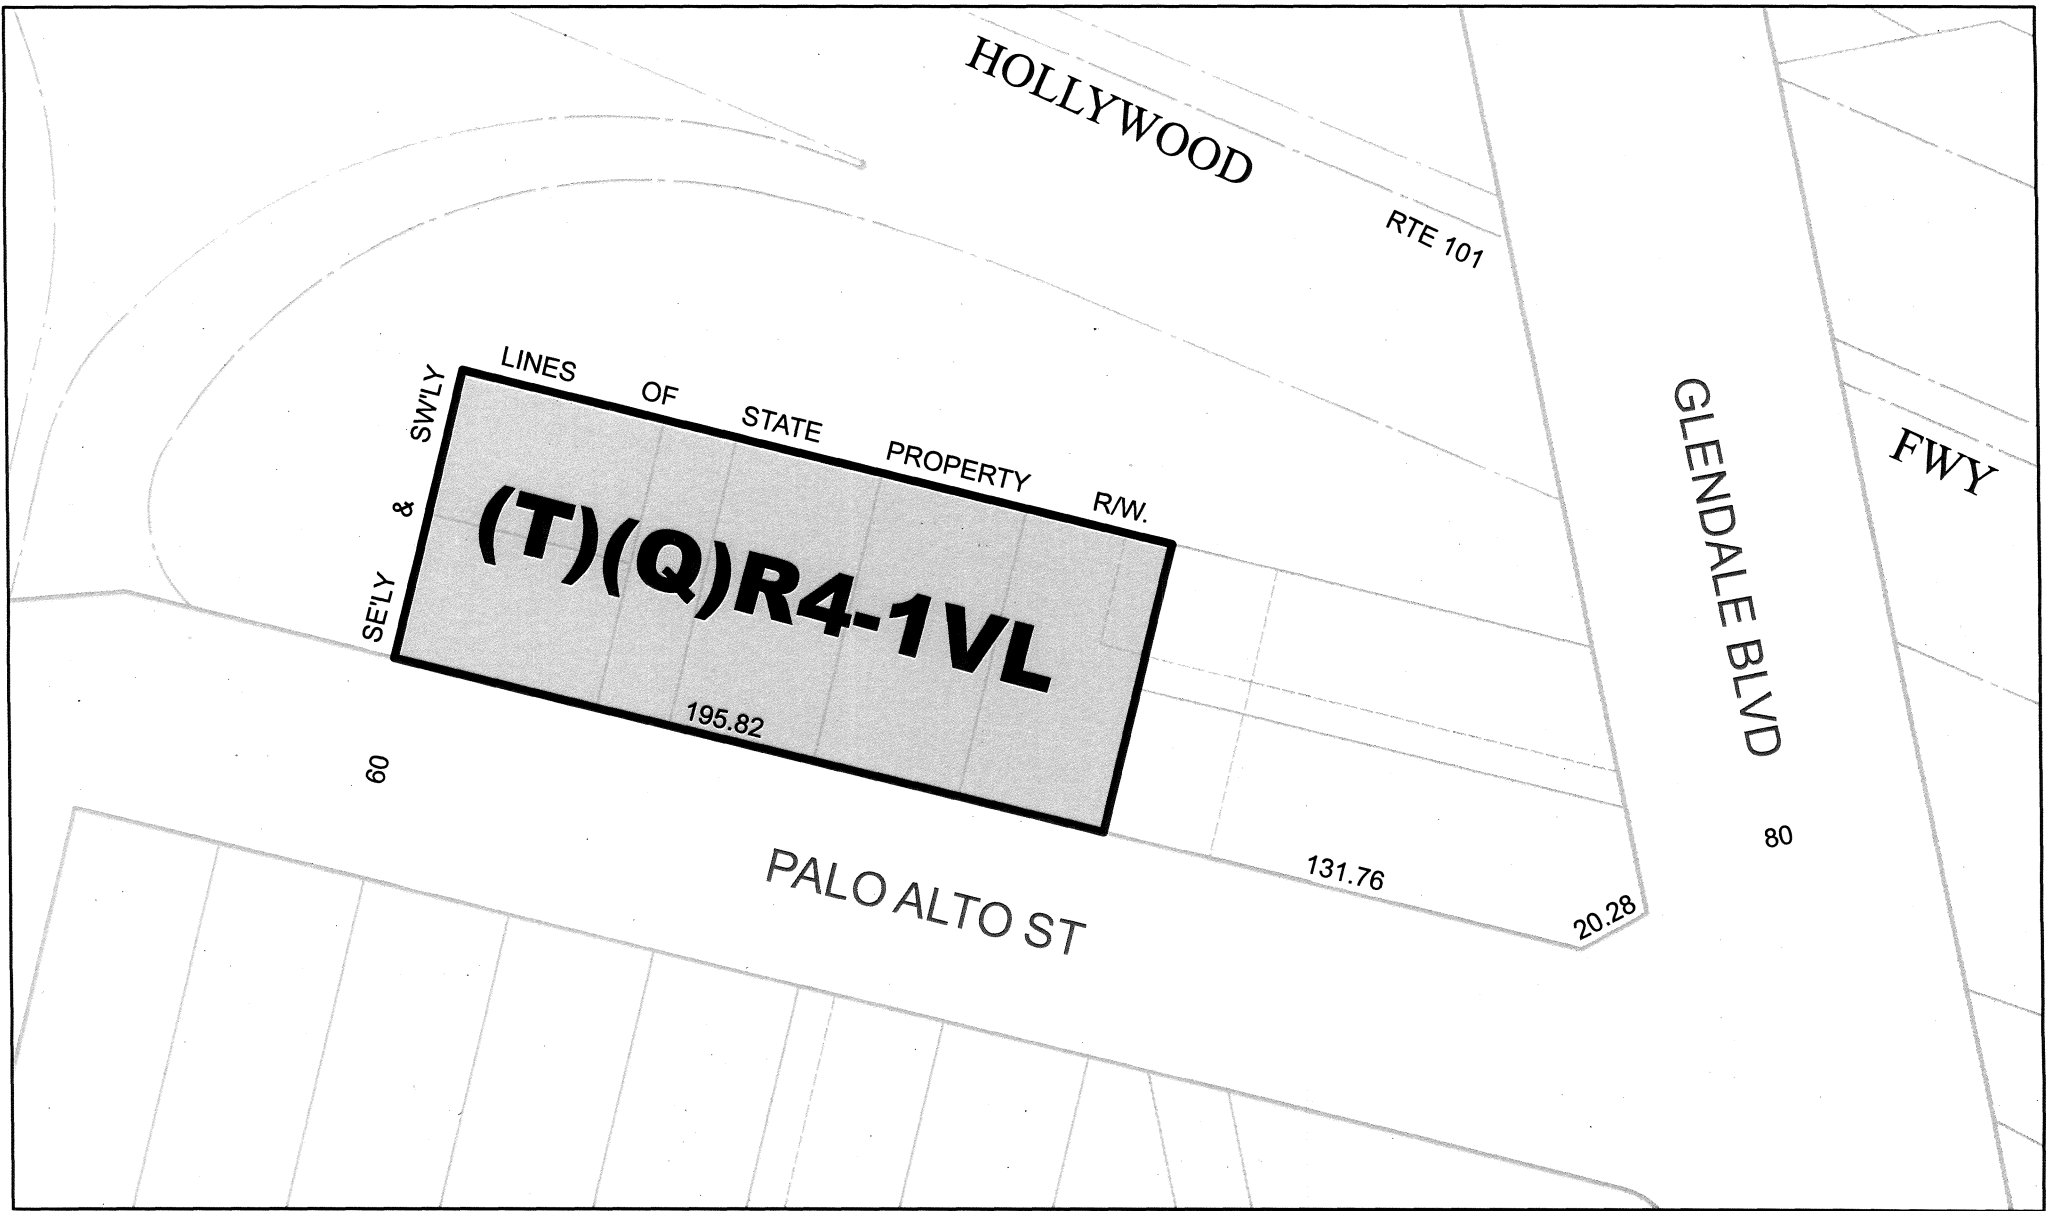 HOLLYWOOD
RTE 101
FWY
GLENDALE BLVD
80
LINES OF STATE PROPERTY R/W.
SE'LY & SW'LY
(T)(Q)R4-1VL
195.82
60
PALO ALTO ST
131.76
20.28